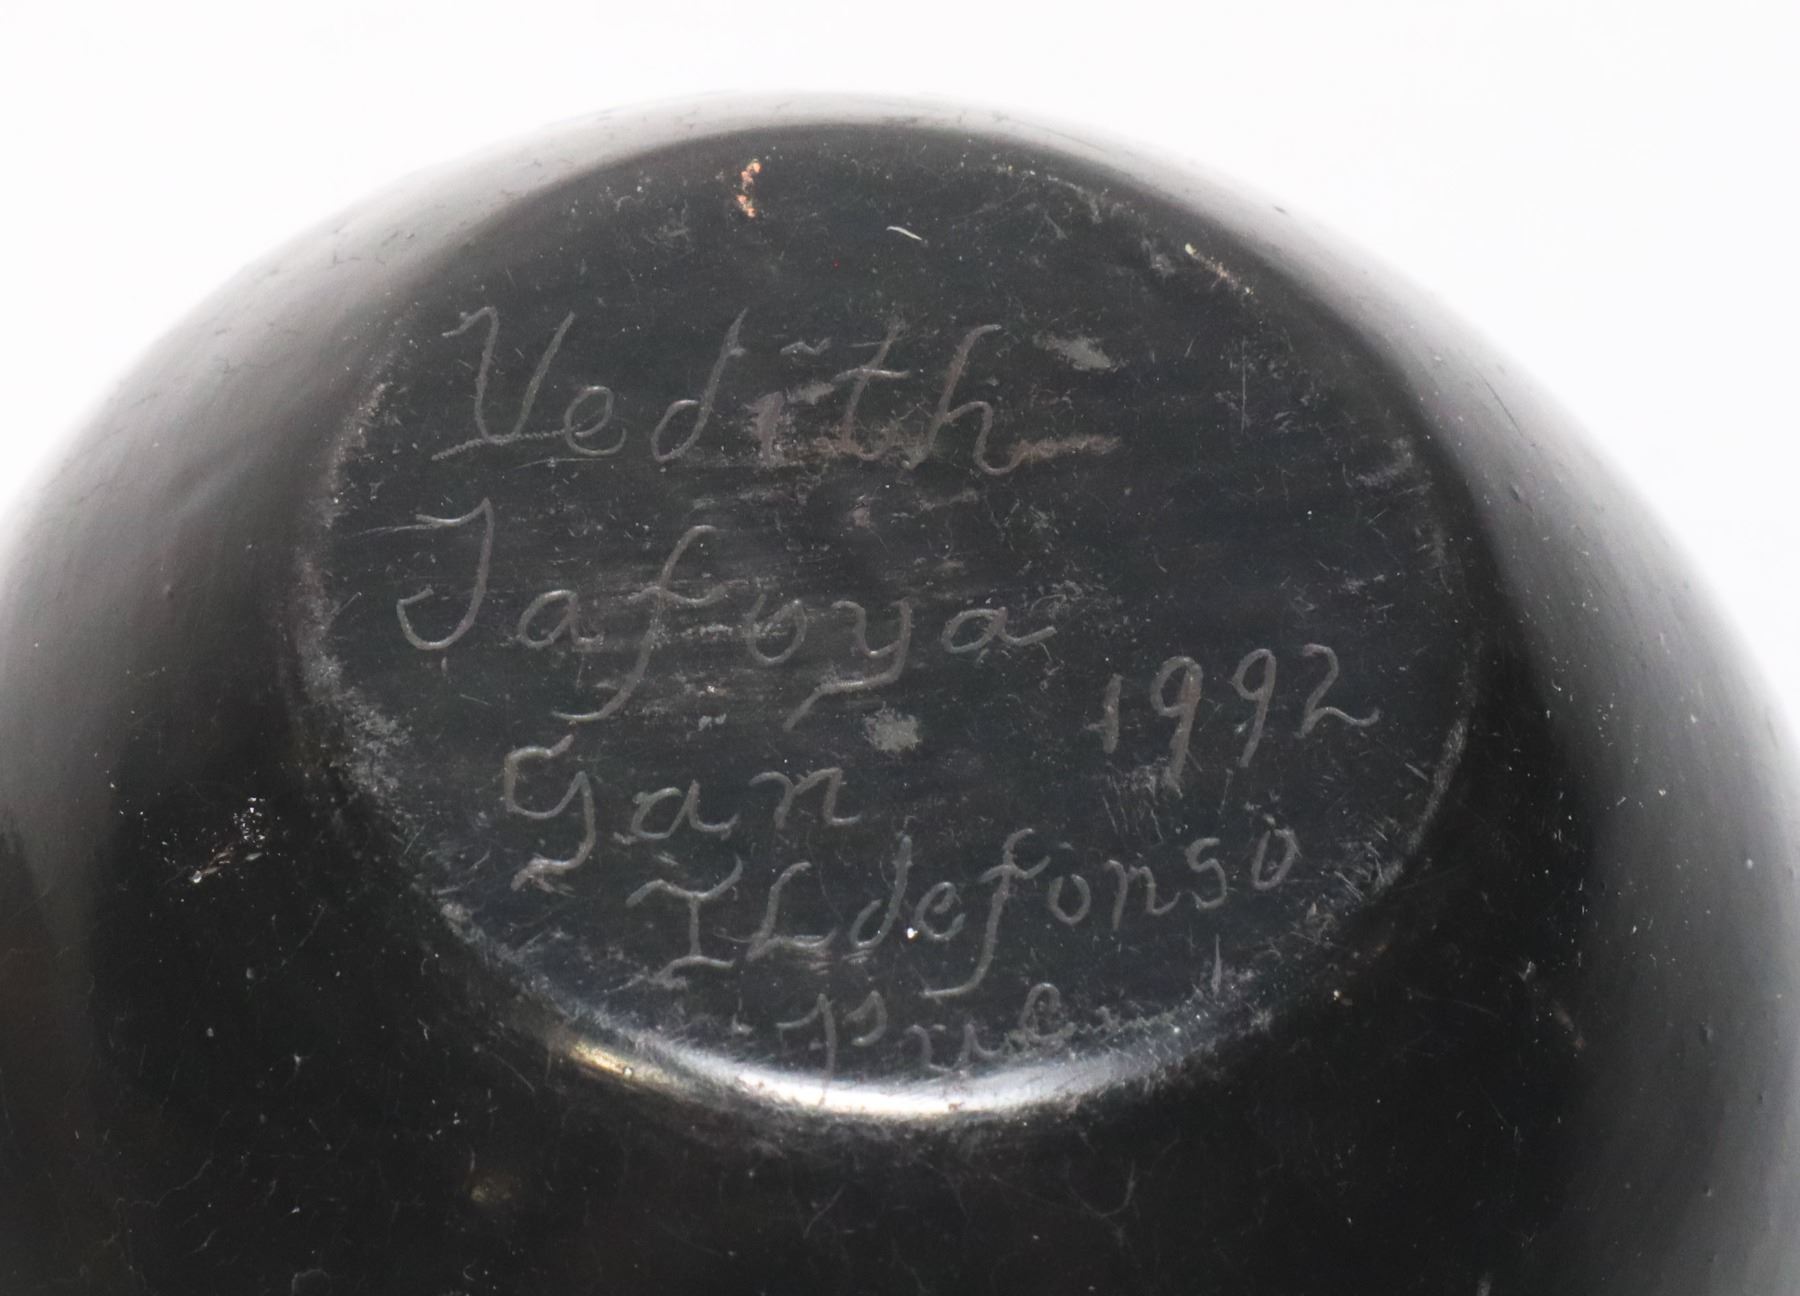 Vedith
Tafoya
1992
San
ILdefonso